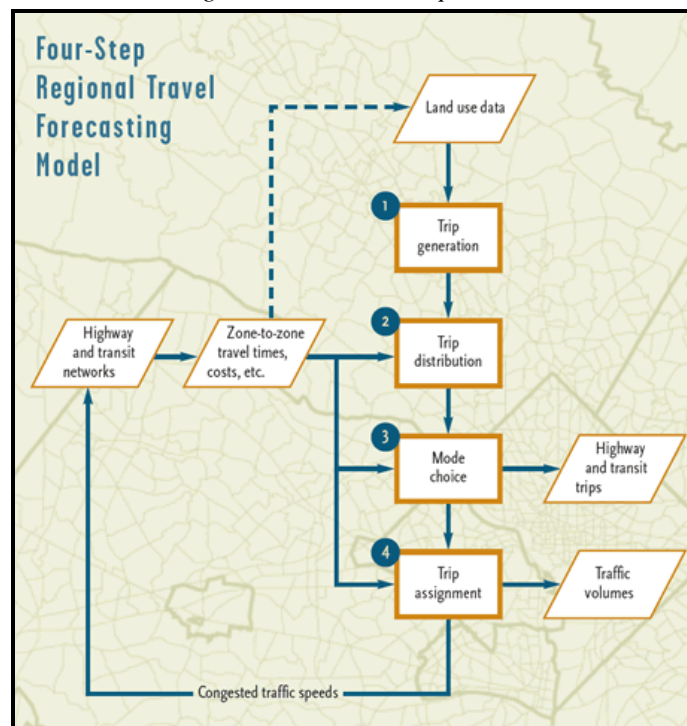 Four-Step
Regional Travel
Forecasting
Model
Land use data
1
Trip
generation
2
Trip
distribution
Highway
and transit
networks
Zone-to-zone
travel times,
costs, etc.
3
Mode
choice
Highway
and transit
trips
4
Trip
assignment
Traffic
volumes
Congested traffic speeds